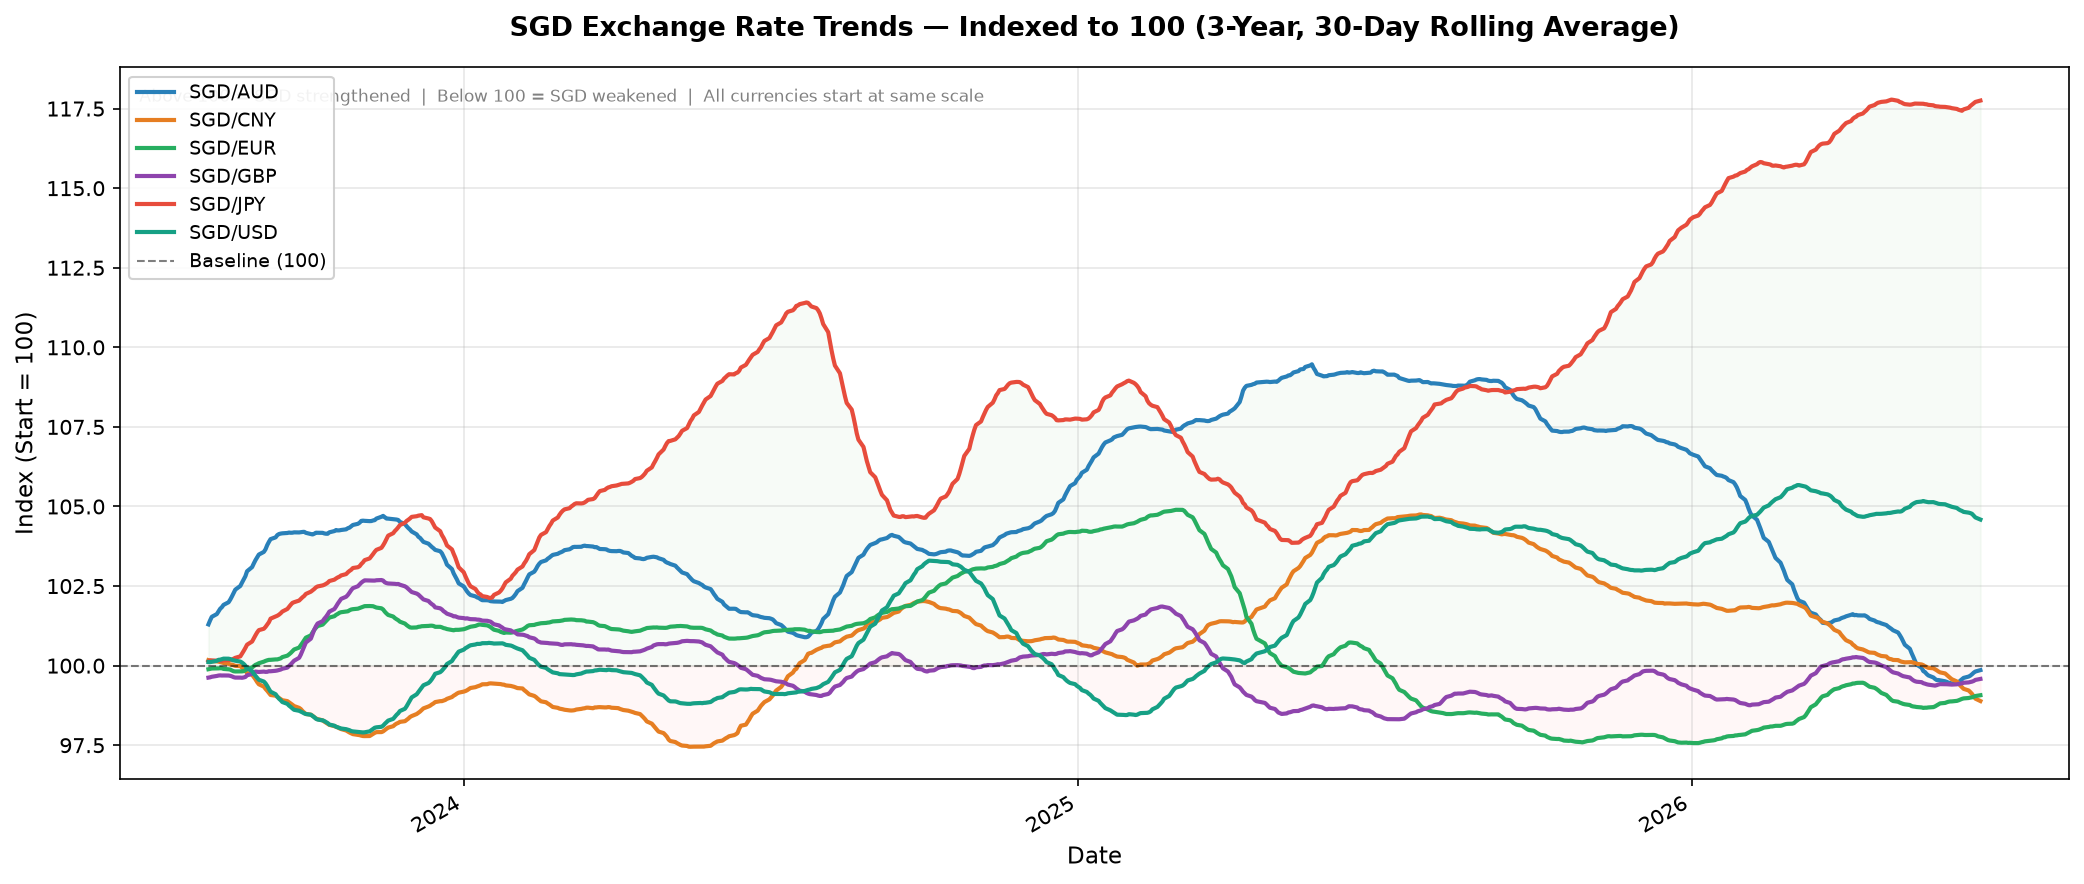 SGD Exchange Rate Trends — Indexed to 100 (3-Year, 30-Day Rolling Average)
SGD/AUD
strengthened | Below 100 = SGD weakened | All currencies start at same scale
SGD/CNY
SGD/EUR
SGD/GBP
SGD/JPY
SGD/USD
Baseline (100)
Index (Start = 100)
117.5
115.0
112.5
110.0
107.5
105.0
102.5
100.0
97.5
2024
2025
2026
Date